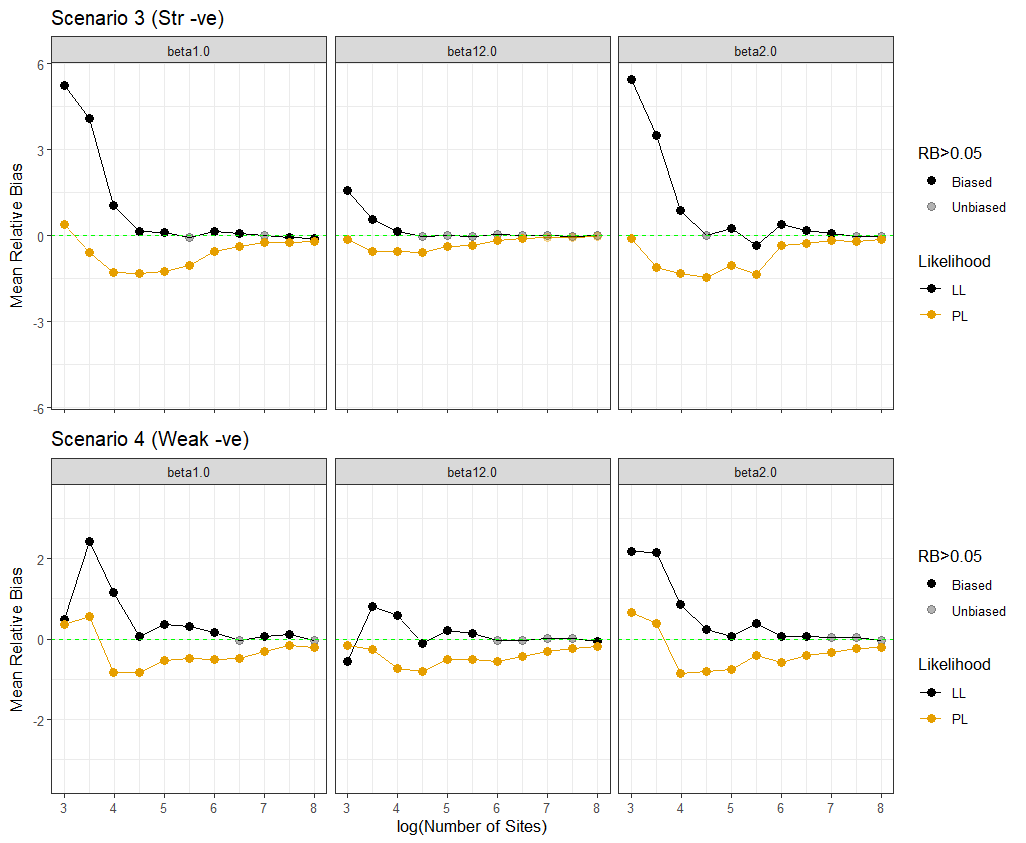 Scenario 3 (Str -ve)
beta1.0 beta12.0 beta2.0
6
3
0
-3
-6
Mean Relative Bias
RB>0.05
Biased
Unbiased
Likelihood
LL
PL
Scenario 4 (Weak -ve)
beta1.0 beta12.0 beta2.0
2
0
-2
Mean Relative Bias
3 4 5 6 7 8 3 4 5 6 7 8 3 4 5 6 7 8
log(Number of Sites)
RB>0.05
Biased
Unbiased
Likelihood
LL
PL